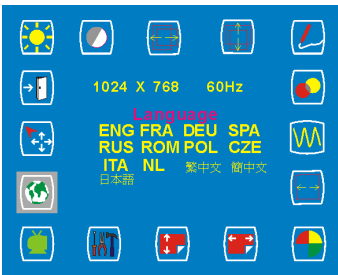 1024 X 768 60Hz
Language
ENG FRA DEU SPA
RUS ROM POL CZE
ITA NL 繁中文 簡中文
日本語